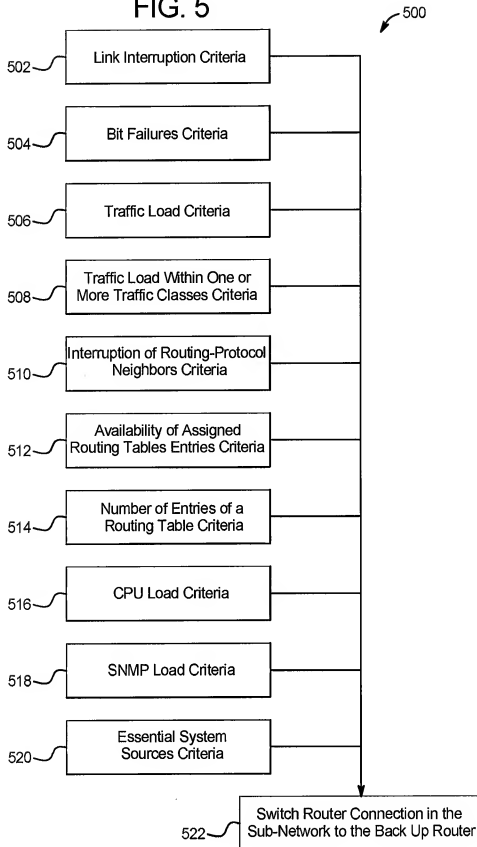 FIG. 5
500
502
Link Interruption Criteria
504
Bit Failures Criteria
506
Traffic Load Criteria
508
Traffic Load Within One or
More Traffic Classes Criteria
510
Interruption of Routing-Protocol
Neighbors Criteria
512
Availability of Assigned
Routing Tables Entries Criteria
514
Number of Entries of a
Routing Table Criteria
516
CPU Load Criteria
518
SNMP Load Criteria
520
Essential System
Sources Criteria
522
Switch Router Connection in the
Sub-Network to the Back Up Router